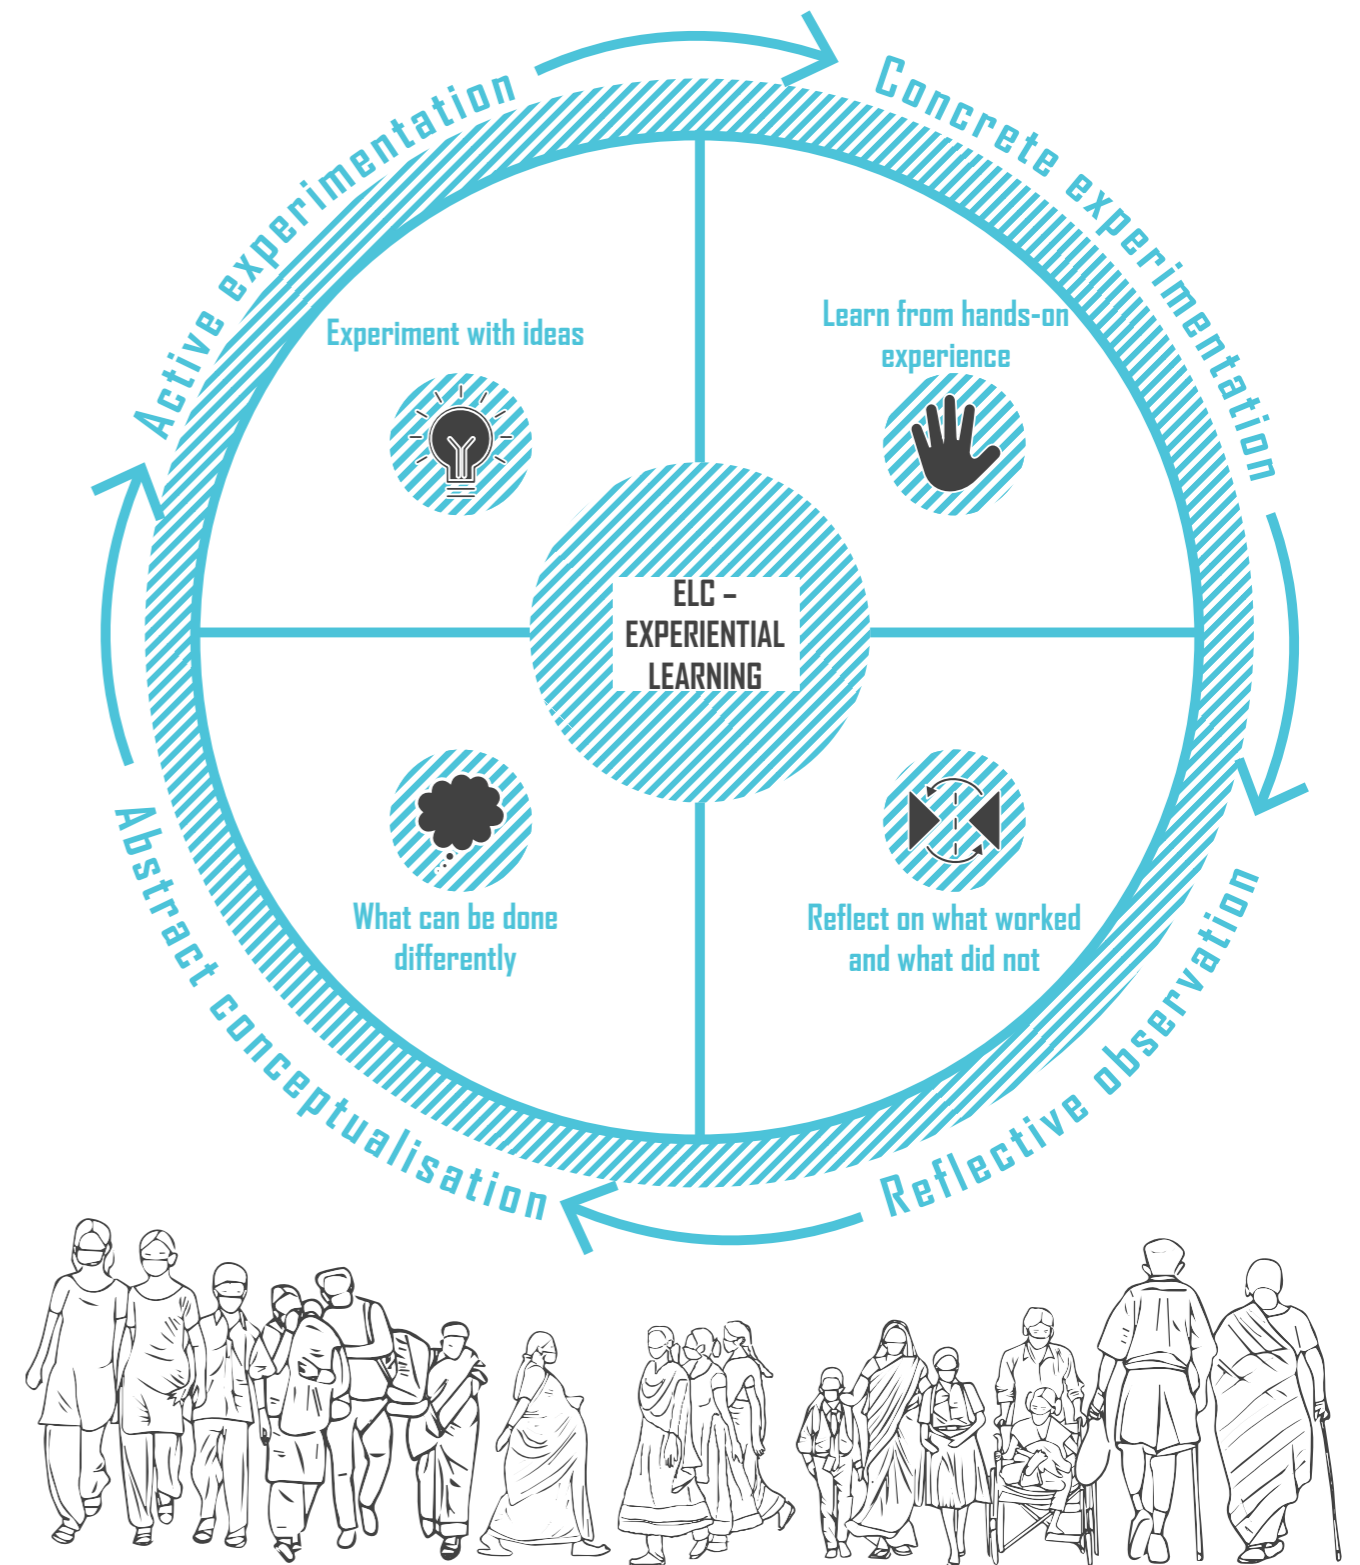 Active experimentation
Concrete experimentation
Experiment with ideas
Learn from hands-on
experience
ELC –
EXPERIENTIAL
LEARNING
What can be done
differently
Reflect on what worked
and what did not
Abstract conceptualisation
Reflective observation